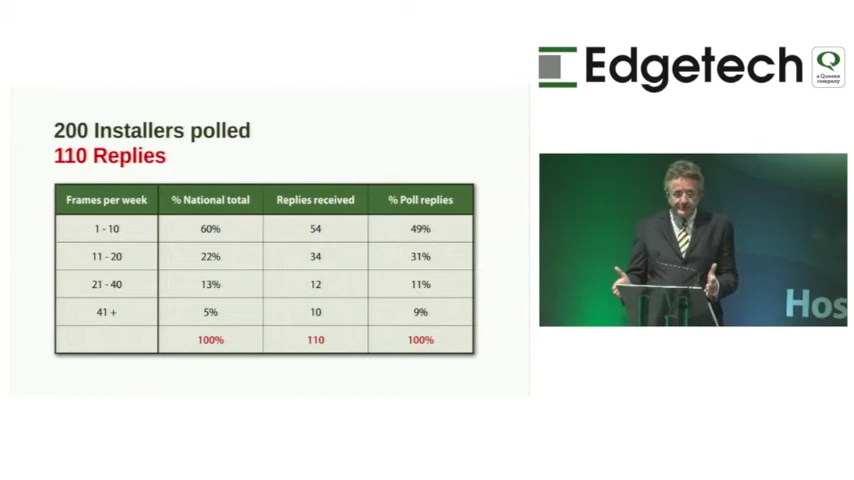 Edgetech
Q
a Quanex
company
200 Installers polled
110 Replies
Frames per week % National total Replies received % Poll replies
1 - 10 60% 54 49%
11 - 20 22% 34 31%
21 - 40 13% 12 11%
41 + 5% 10 9%
100% 110 100%
Hos